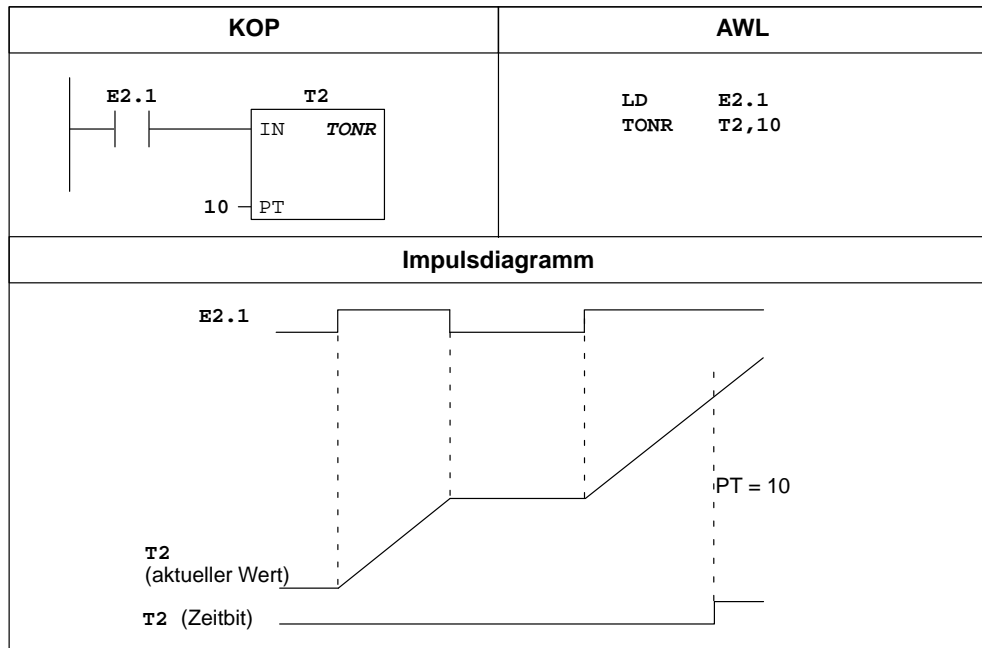 KOP
AWL
E2.1
T2
IN TONR
10 PT
LD E2.1
TONR T2,10
Impulsdiagramm
E2.1
PT = 10
T2
(aktueller Wert)
T2 (Zeitbit)